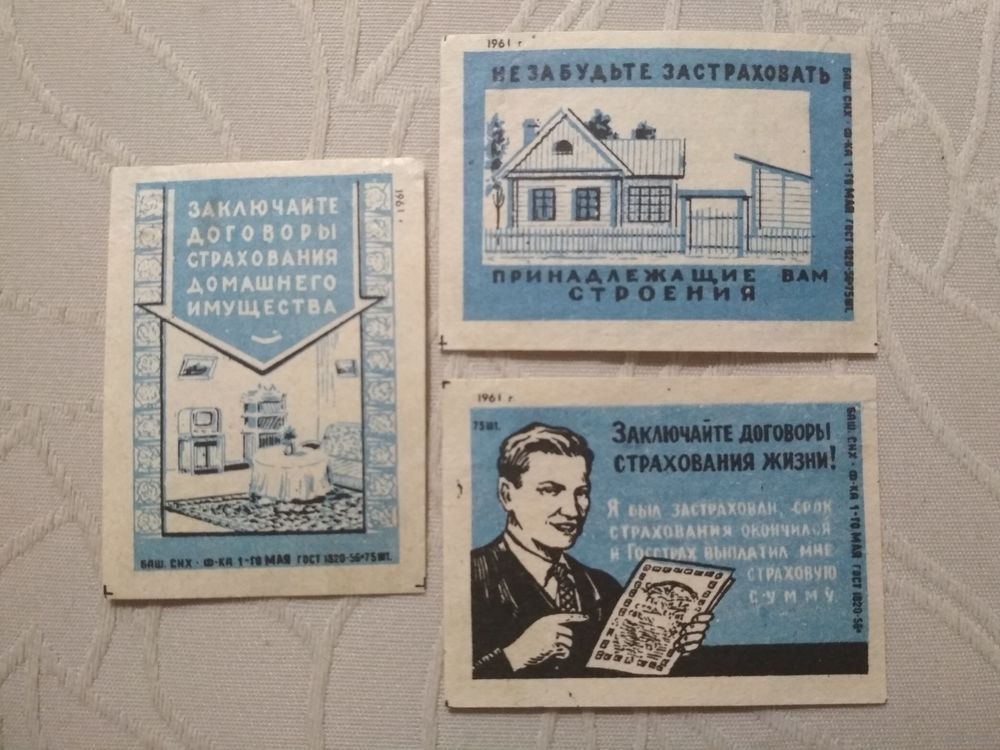 ЗАКЛЮЧАЙТЕ
ДОГОВОРЫ
СТРАХОВАНИЯ
ДОМАШНЕГО
ИМУЩЕСТВА
1961 г.
БАШ. СНХ • Ф-КА 1-ГО МАЯ ГОСТ 1820-56•75 ШТ.
1961 г.
НЕ ЗАБУДЬТЕ ЗАСТРАХОВАТЬ
ПРИНАДЛЕЖАЩИЕ ВАМ
СТРОЕНИЯ
БАШ. СНХ • Ф-КА 1-ГО МАЯ ГОСТ 1820-56•75 ШТ.
1961 г.
75 ШТ.
ЗАКЛЮЧАЙТЕ ДОГОВОРЫ
СТРАХОВАНИЯ ЖИЗНИ!
Я БЫЛ ЗАСТРАХОВАН, СРОК
СТРАХОВАНИЯ ОКОНЧИЛСЯ
И ГОССТРАХ ВЫПЛАТИЛ МНЕ
СТРАХОВУЮ
СУММУ.
БАШ. СНХ • Ф-КА 1-ГО МАЯ ГОСТ 1820-56•